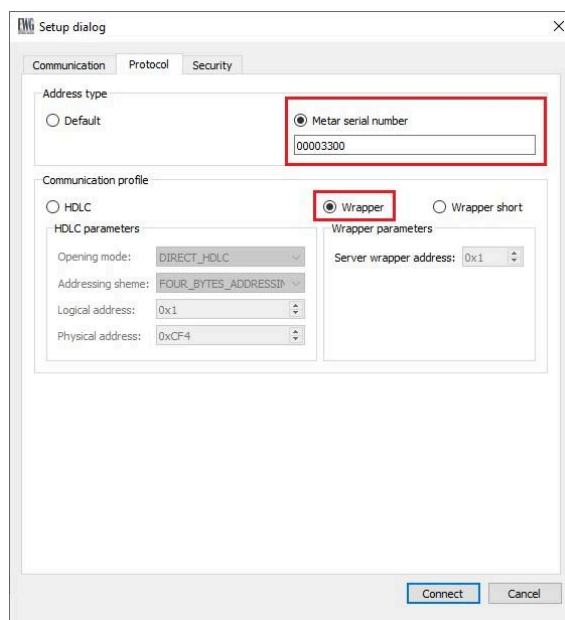 EWG Setup dialog
Communication Protocol Security
Address type
Default Metar serial number
00003300
Communication profile
HDLC Wrapper Wrapper short
HDLC parameters Wrapper parameters
Opening mode: DIRECT_HDLC Server wrapper address: 0x1
Addressing sheme: FOUR_BYTES_ADDRESSIN
Logical address: 0x1
Physical address: 0xCF4
Connect Cancel